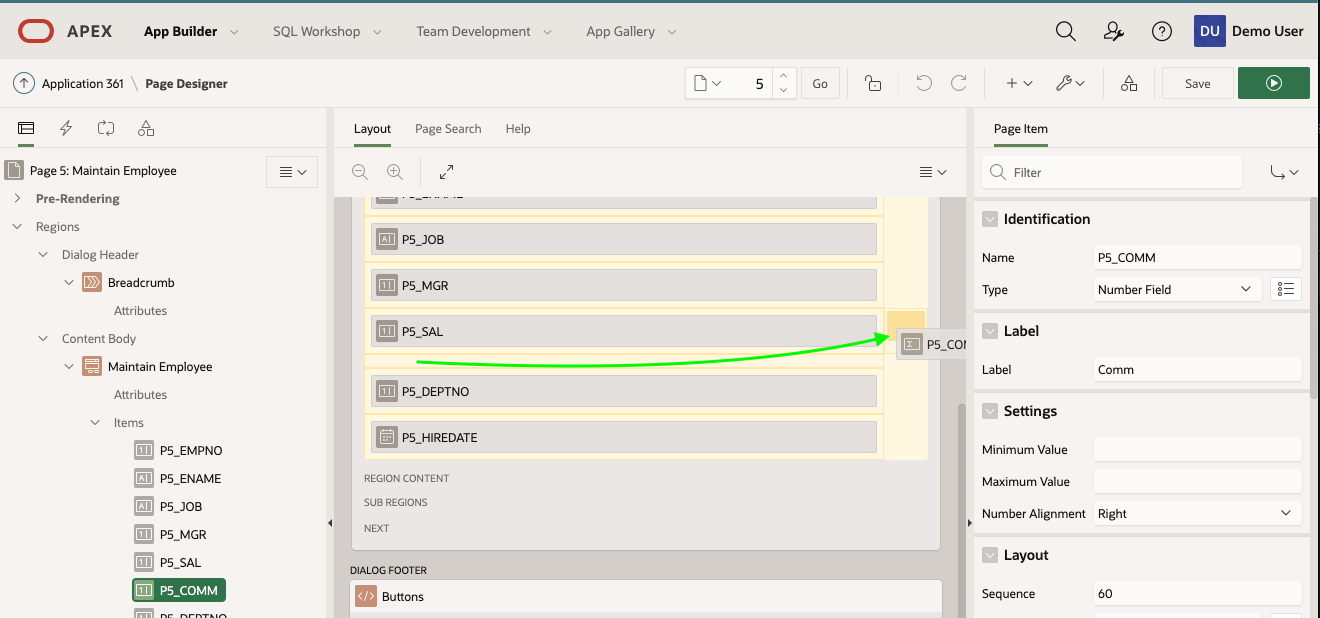 APEX App Builder SQL Workshop Team Development App Gallery DU Demo User
Application 361 \ Page Designer 5 Go Save
Layout Page Search Help
Page Item
Page 5: Maintain Employee
Filter
Pre-Rendering
Regions
Dialog Header
Breadcrumb
Attributes
Content Body
Maintain Employee
Attributes
Items
P5_EMPNO
P5_ENAME
P5_JOB
P5_MGR
P5_SAL
P5_COMM
P5_DEPTNO
P5_ENAME
P5_JOB
P5_MGR
P5_SAL
P5_COM
P5_DEPTNO
P5_HIREDATE
REGION CONTENT
SUB REGIONS
NEXT
DIALOG FOOTER
Buttons
Identification
Name P5_COMM
Type Number Field
Label
Label Comm
Settings
Minimum Value
Maximum Value
Number Alignment Right
Layout
Sequence 60